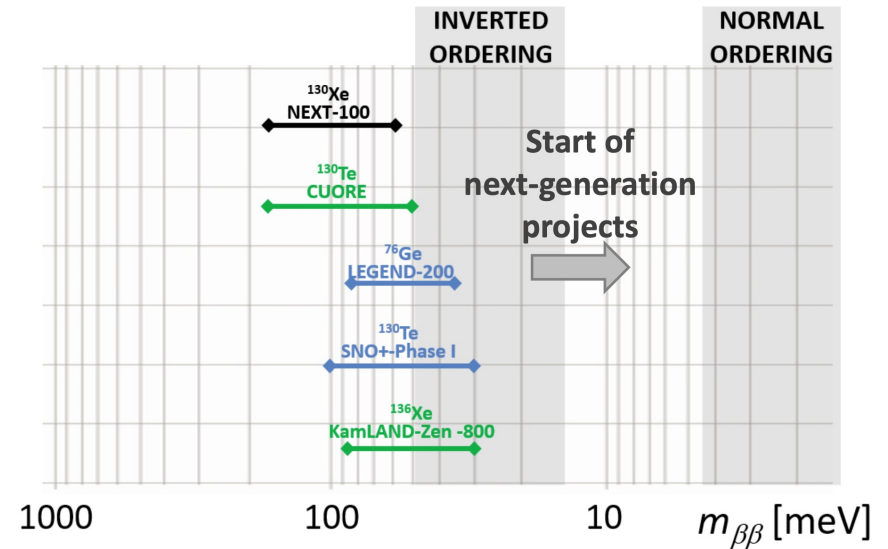 INVERTED
ORDERING
NORMAL
ORDERING
130Xe
NEXT-100
Start of
next-generation
projects
130Te
CUORE
76Ge
LEGEND-200
130Te
SNO+-Phase I
136Xe
KamLAND-Zen -800
1000 100 10 mββ [meV]